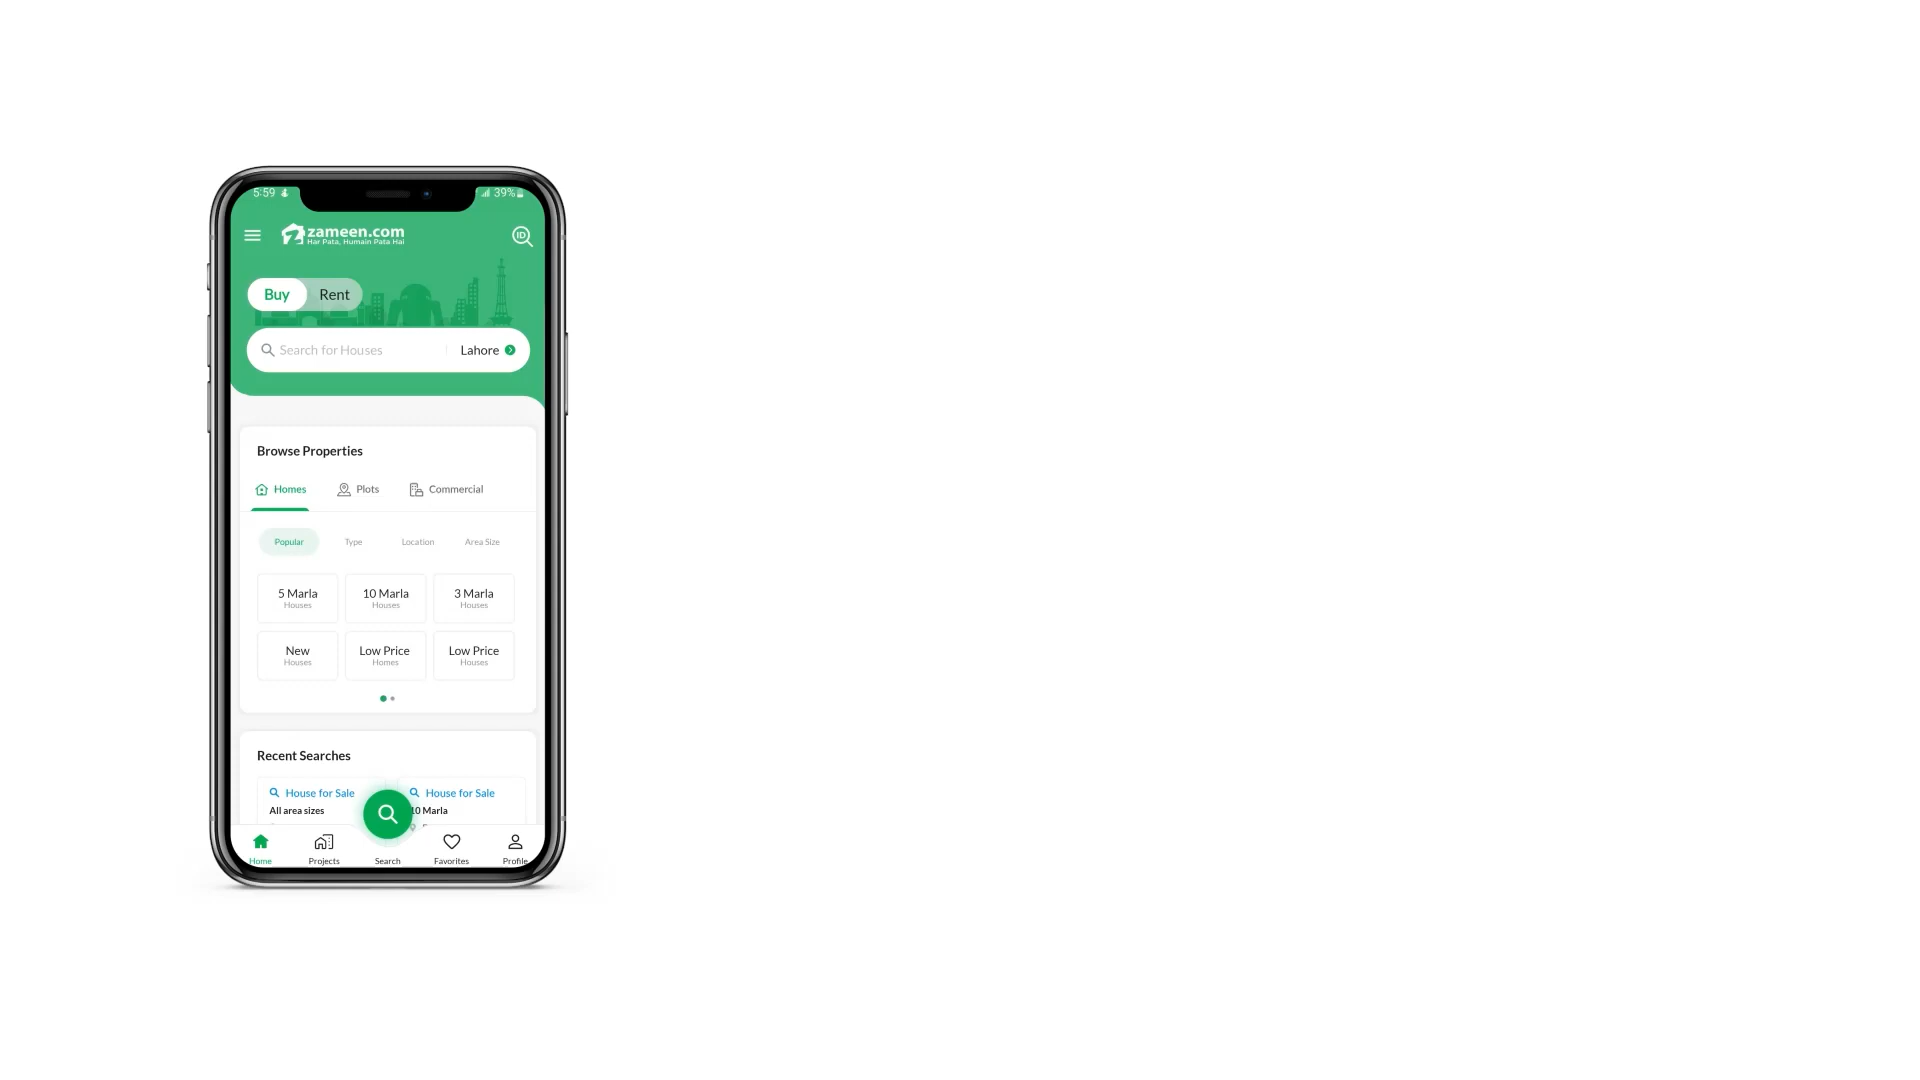 5:59 39%
zameen.com
Har Pata, Humain Pata Hai
ID
Buy Rent
Search for Houses Lahore
Browse Properties
Homes Plots Commercial
Popular Type Location Area Size
5 Marla 10 Marla 3 Marla
Houses Houses Houses
New Low Price Low Price
Houses Homes Houses
Recent Searches
House for Sale House for Sale
All area sizes 10 Marla
Home Projects Search Favorites Profile